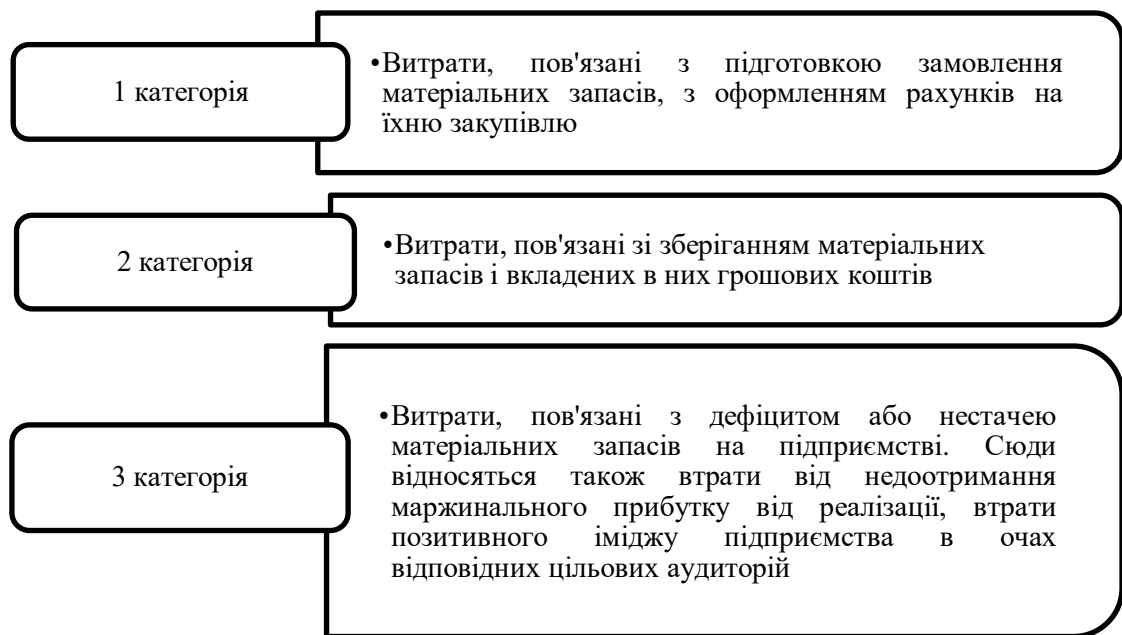 1 категорія
•Витрати, пов'язані з підготовкою замовлення
матеріальних запасів, з оформленням рахунків на
їхню закупівлю
2 категорія
•Витрати, пов'язані зі зберіганням матеріальних
запасів і вкладених в них грошових коштів
3 категорія
•Витрати, пов'язані з дефіцитом або нестачею
матеріальних запасів на підприємстві. Сюди
відносяться також втрати від недоотримання
маржинального прибутку від реалізації, втрати
позитивного іміджу підприємства в очах
відповідних цільових аудиторій